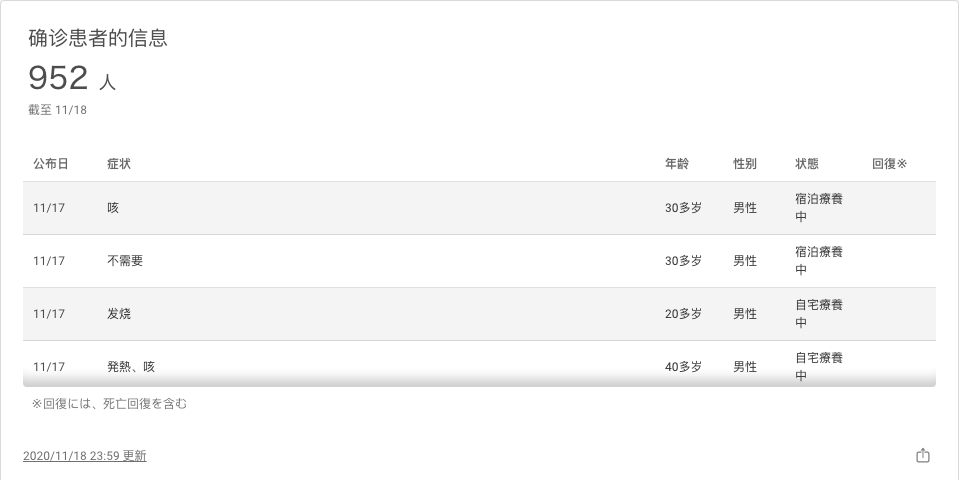 确诊患者的信息
952 人
截至 11/18
公布日 症状 年齢 性别 状態 回復※
11/17 咳 30多岁 男性 宿泊療養中
11/17 不需要 30多岁 男性 宿泊療養中
11/17 发烧 20多岁 男性 自宅療養中
11/17 発熱、咳 40多岁 男性 自宅療養中
※回復には、死亡回復を含む
2020/11/18 23:59 更新